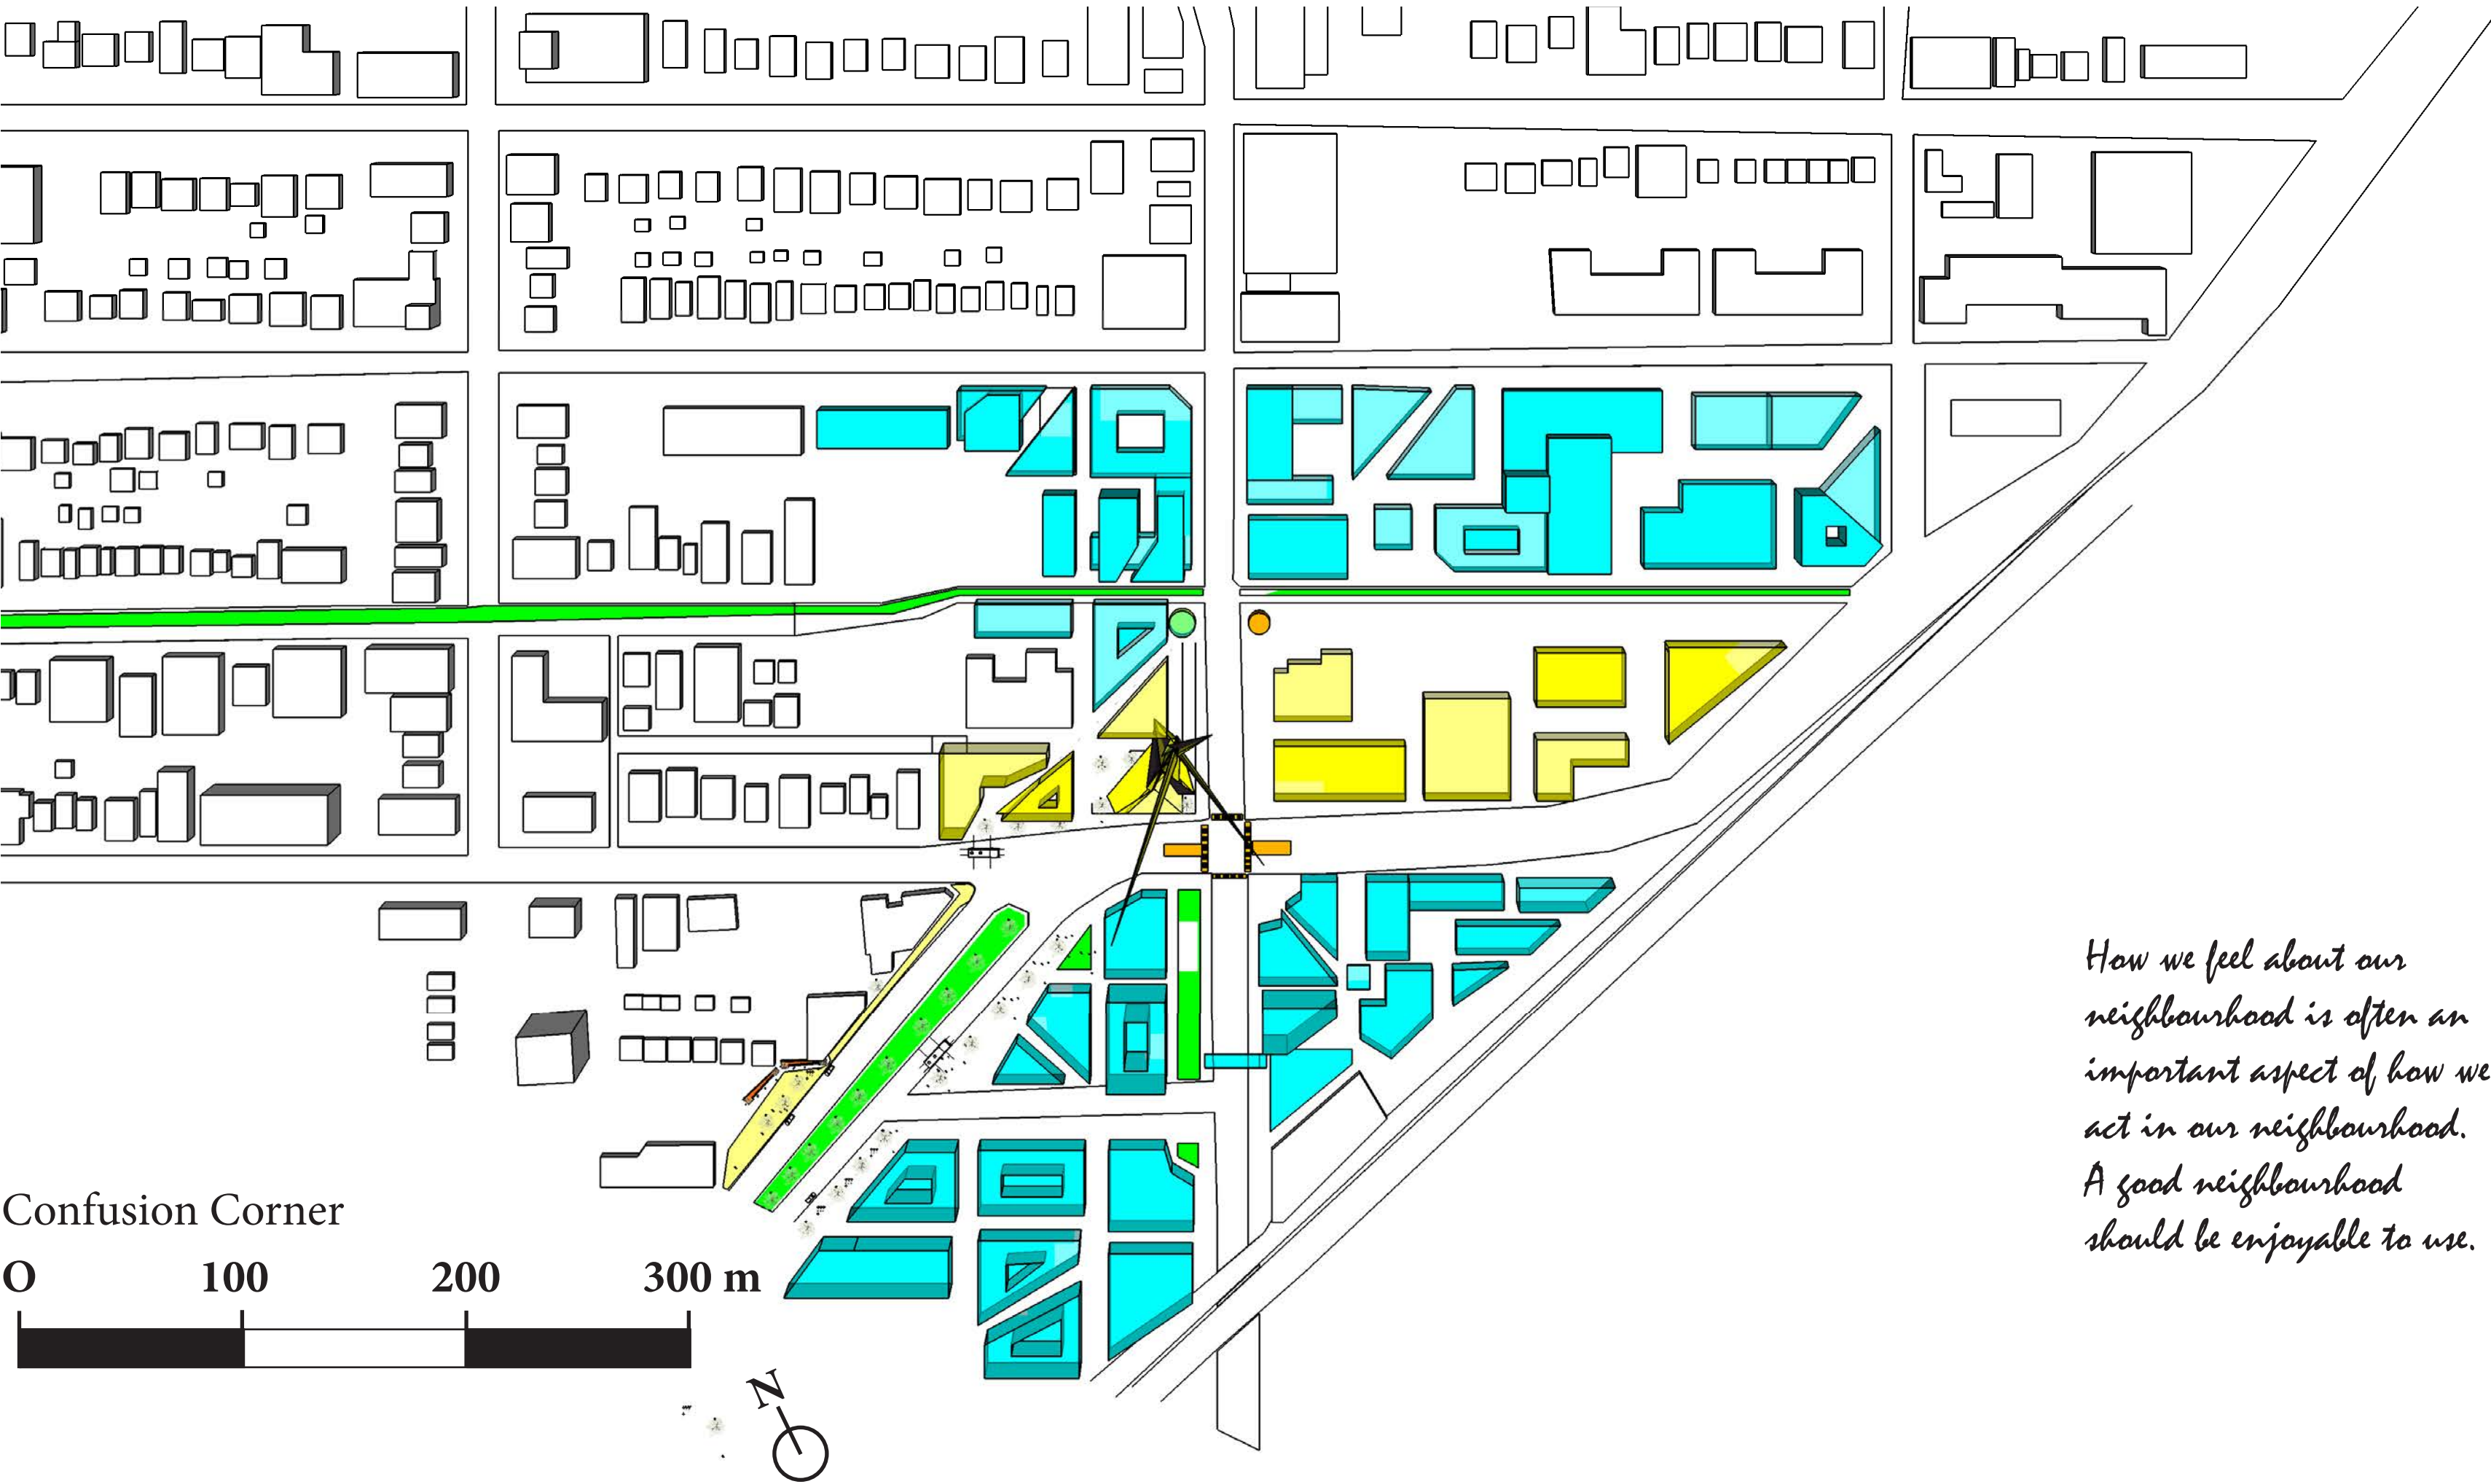 How we feel about our
neighbourhood is often an
important aspect of how we
act in our neighbourhood.
A good neighbourhood
should be enjoyable to use.
Confusion Corner
O 100 200 300 m
N